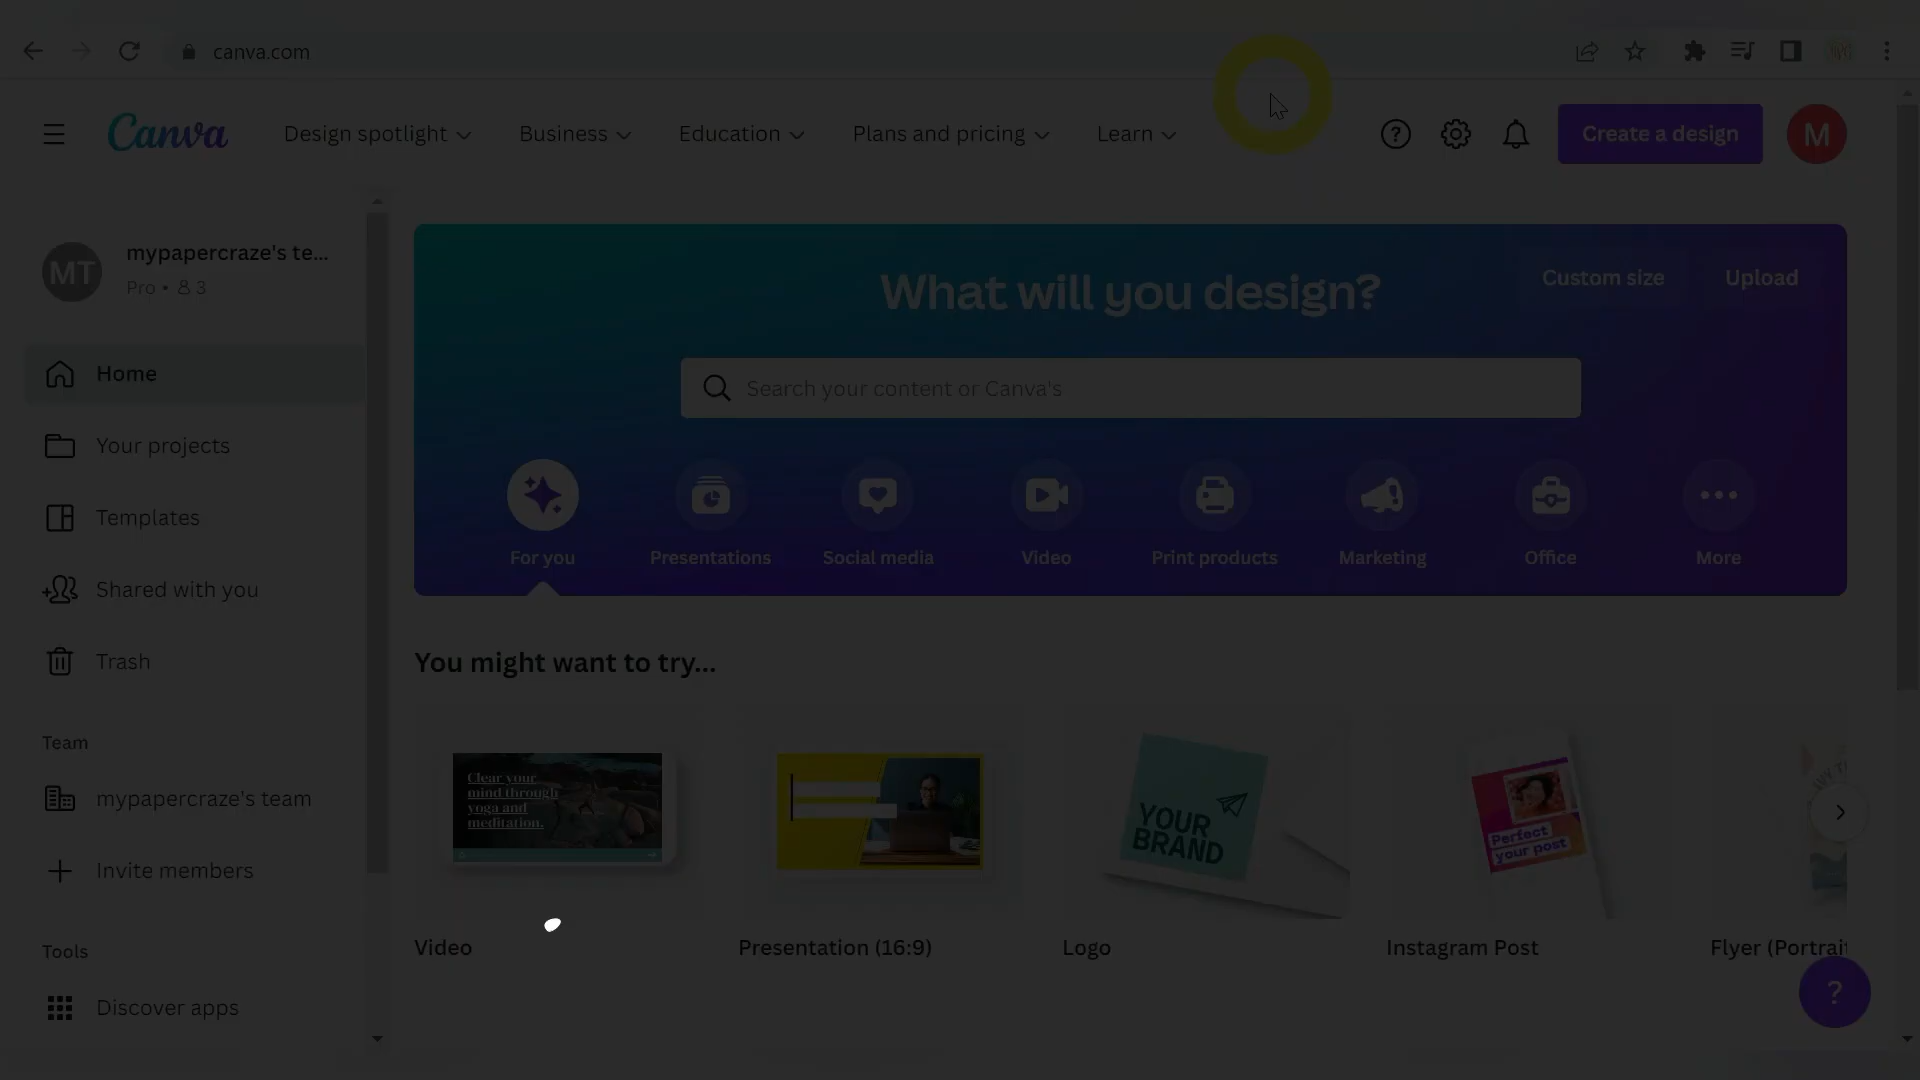 canva.com
Canva
Design spotlight
Business
Education
Plans and pricing
Learn
?
Create a design
M
MT
mypapercraze's te...
Pro • 3
Home
Your projects
Templates
Shared with you
Trash
Team
mypapercraze's team
Invite members
Tools
Discover apps
What will you design?
Custom size
Upload
Search your content or Canva's
For you
Presentations
Social media
Video
Print products
Marketing
Office
More
You might want to try...
Clear your
mind through
yoga and
meditation.
YOUR
BRAND
Perfect
your post
Video
Presentation (16:9)
Logo
Instagram Post
Flyer (Portrait
?